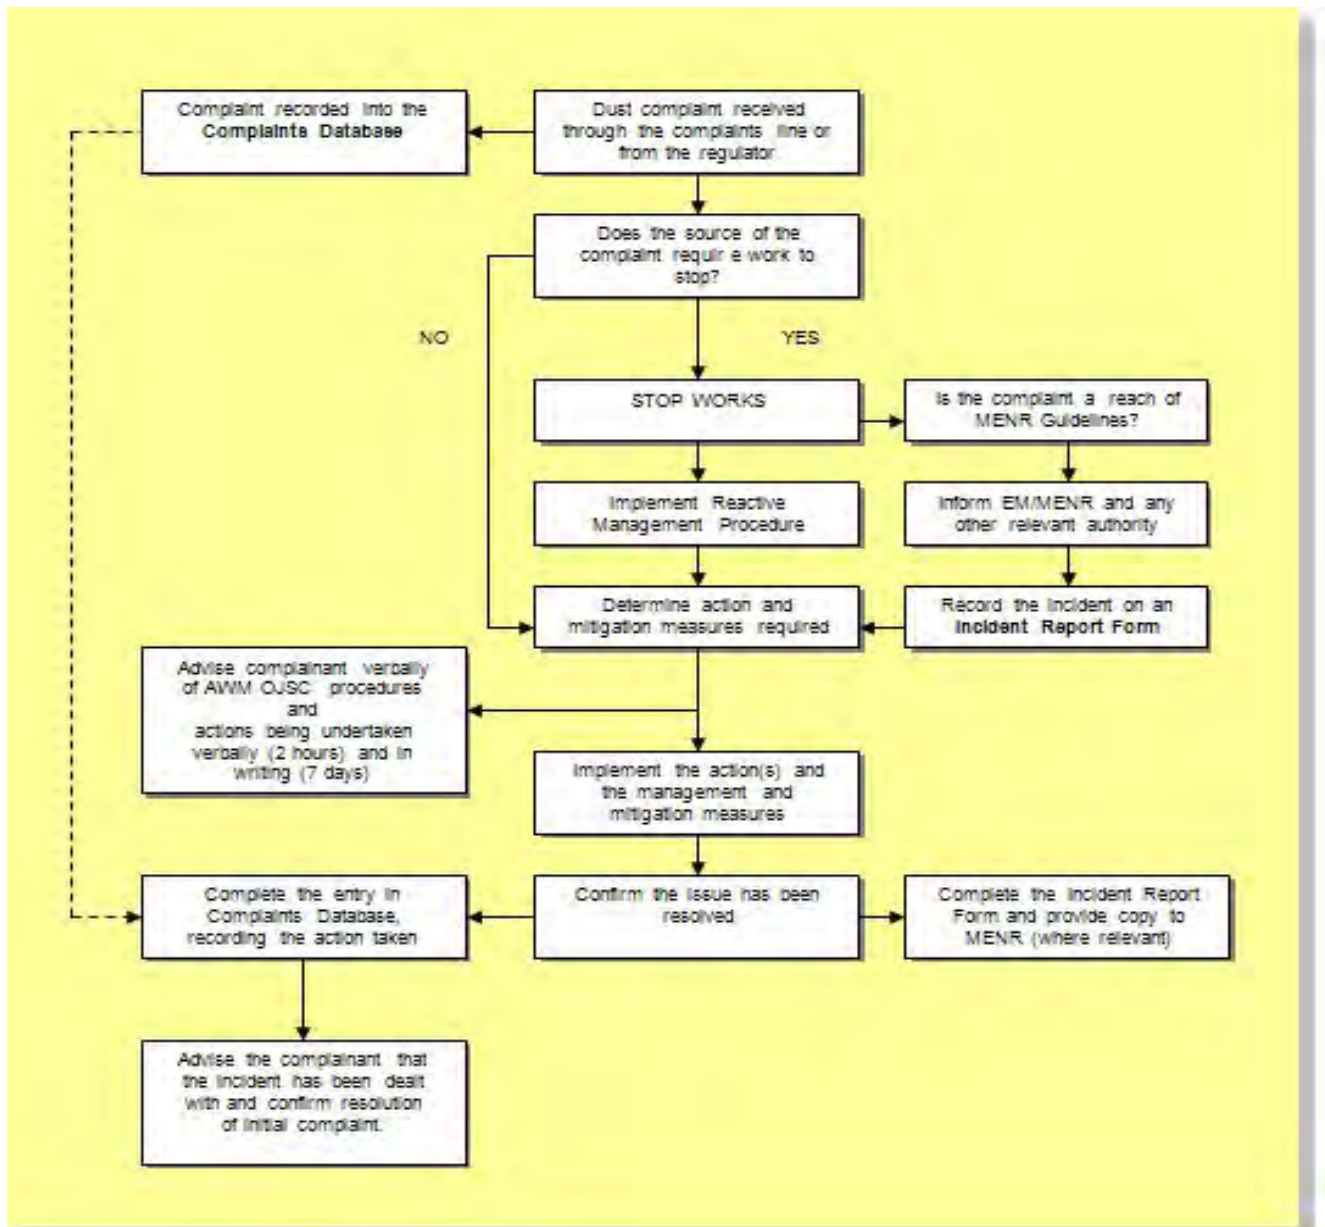 Complaint recorded into the
Complaints Database
Dust complaint received
through the complaints line or
from the regulator
Does the source of the
complaint requir e work to
stop?
NO
YES
STOP WORKS
Is the complaint a reach of
MENR Guidelines?
Implement Reactive
Management Procedure
Inform EM/MENR and any
other relevant authority
Determine action and
mitigation measures required
Record the incident on an
Incident Report Form
Advise complainant verbally
of AWM OJSC procedures
and
actions being undertaken
verbally (2 hours) and in
writing (7 days)
Implement the action(s) and
the management and
mitigation measures
Complete the entry in
Complaints Database,
recording the action taken
Confirm the issue has been
resolved
Complete the Incident Report
Form and provide copy to
MENR (where relevant)
Advise the complainant that
the incident has been dealt
with and confirm resolution
of initial complaint.